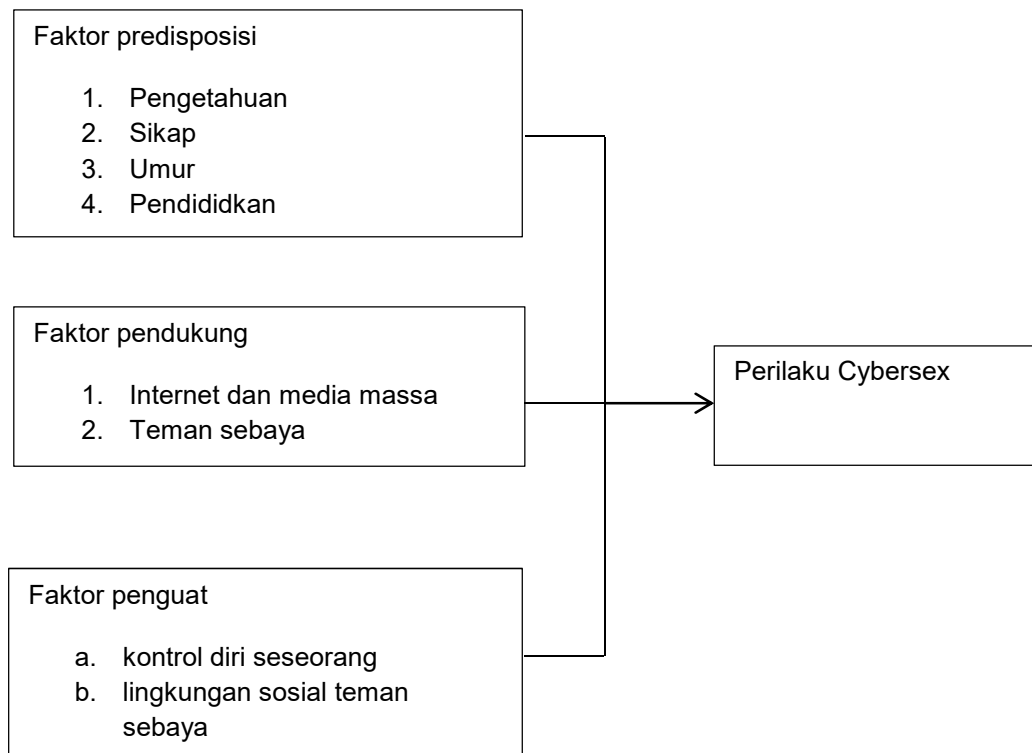 Faktor predisposisi
1. Pengetahuan
2. Sikap
3. Umur
4. Pendididkan
Faktor pendukung
1. Internet dan media massa
2. Teman sebaya
Perilaku Cybersex
Faktor penguat
a. kontrol diri seseorang
b. lingkungan sosial teman
sebaya